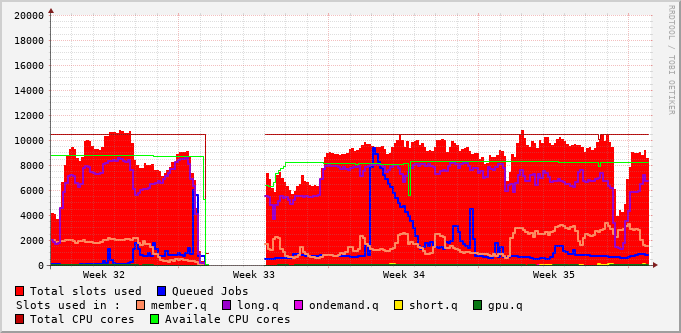 20000
18000
16000
14000
12000
10000
8000
6000
4000
2000
0
Week 32 Week 33 Week 34 Week 35
RRDTOOL / TOBI OETIKER
Total slots used Queued Jobs
Slots used in : member.q long.q ondemand.q short.q gpu.q
Total CPU cores Availale CPU cores